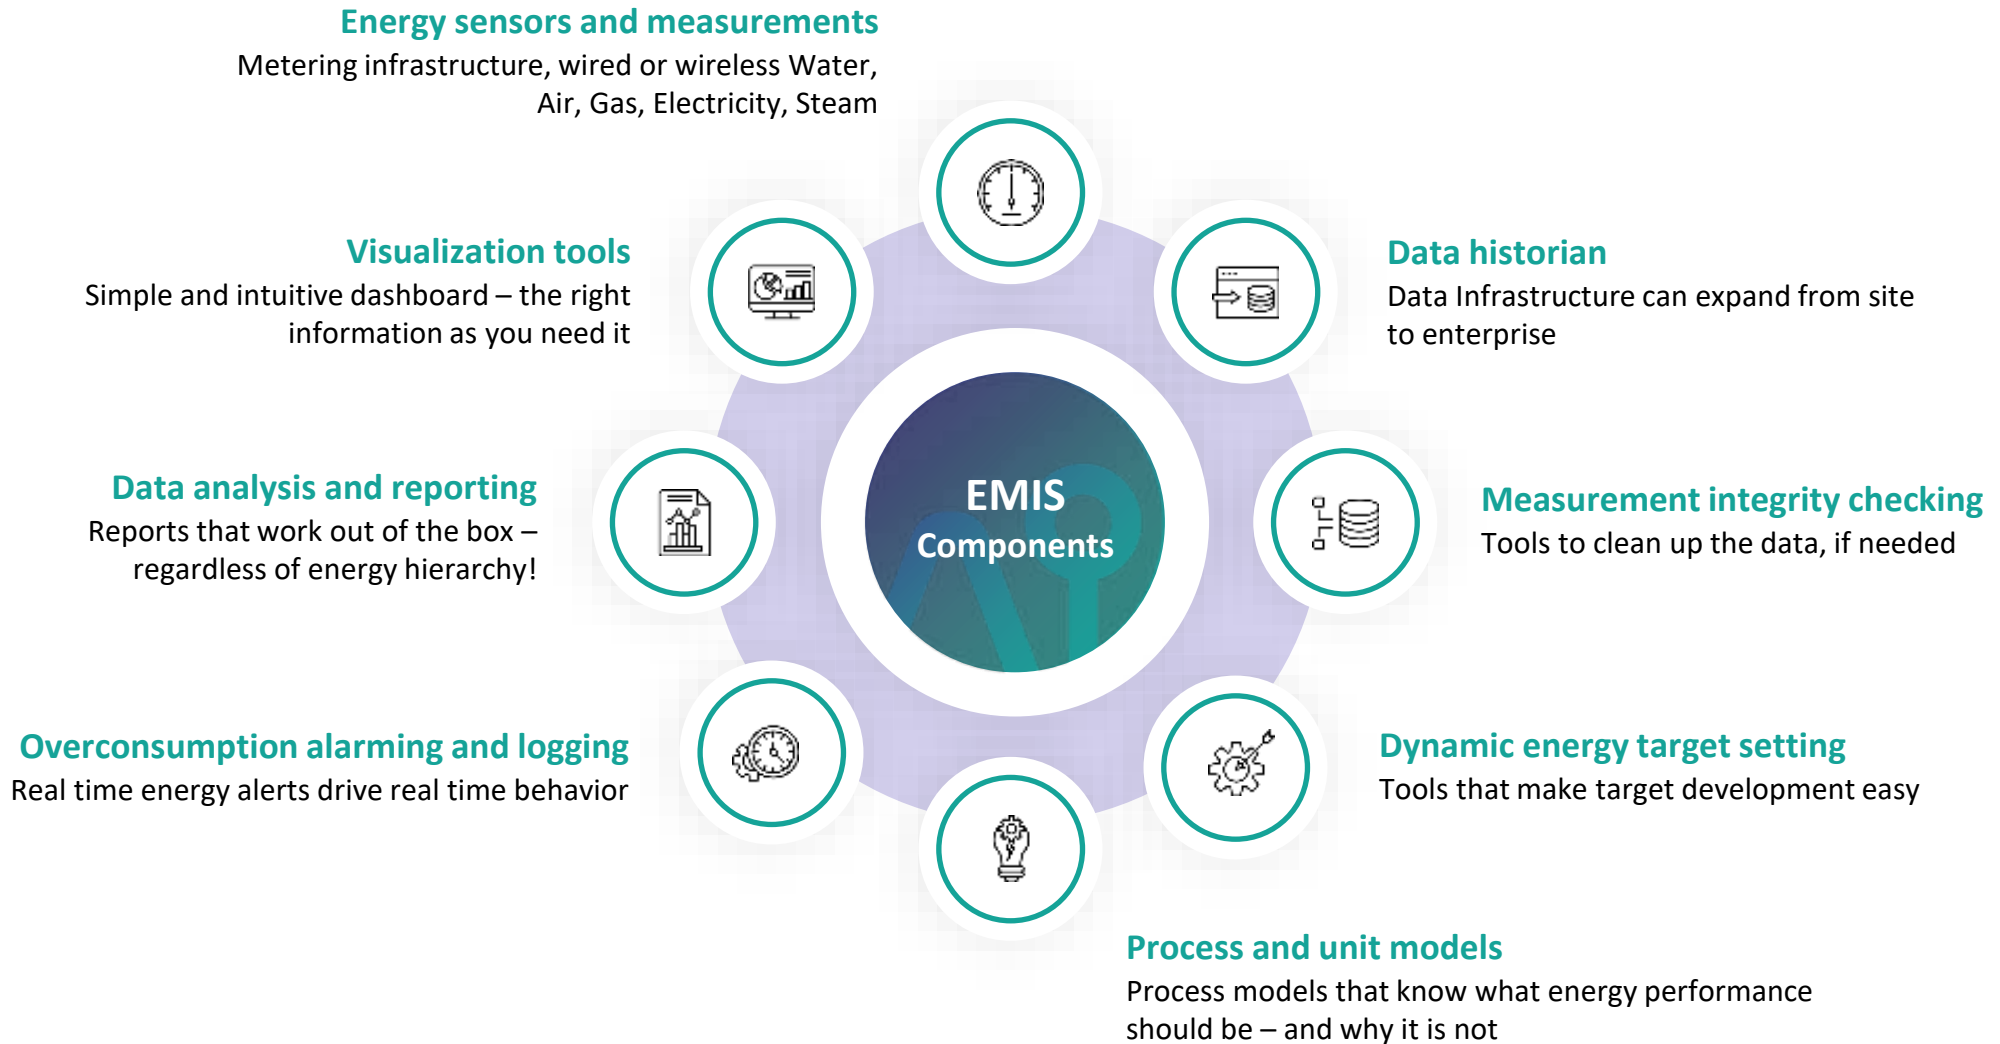 Energy sensors and measurements
Metering infrastructure, wired or wireless Water,
Air, Gas, Electricity, Steam
Visualization tools
Simple and intuitive dashboard – the right
information as you need it
Data historian
Data Infrastructure can expand from site
to enterprise
Data analysis and reporting
Reports that work out of the box –
regardless of energy hierarchy!
EMIS
Components
Measurement integrity checking
Tools to clean up the data, if needed
Overconsumption alarming and logging
Real time energy alerts drive real time behavior
Dynamic energy target setting
Tools that make target development easy
Process and unit models
Process models that know what energy performance
should be – and why it is not